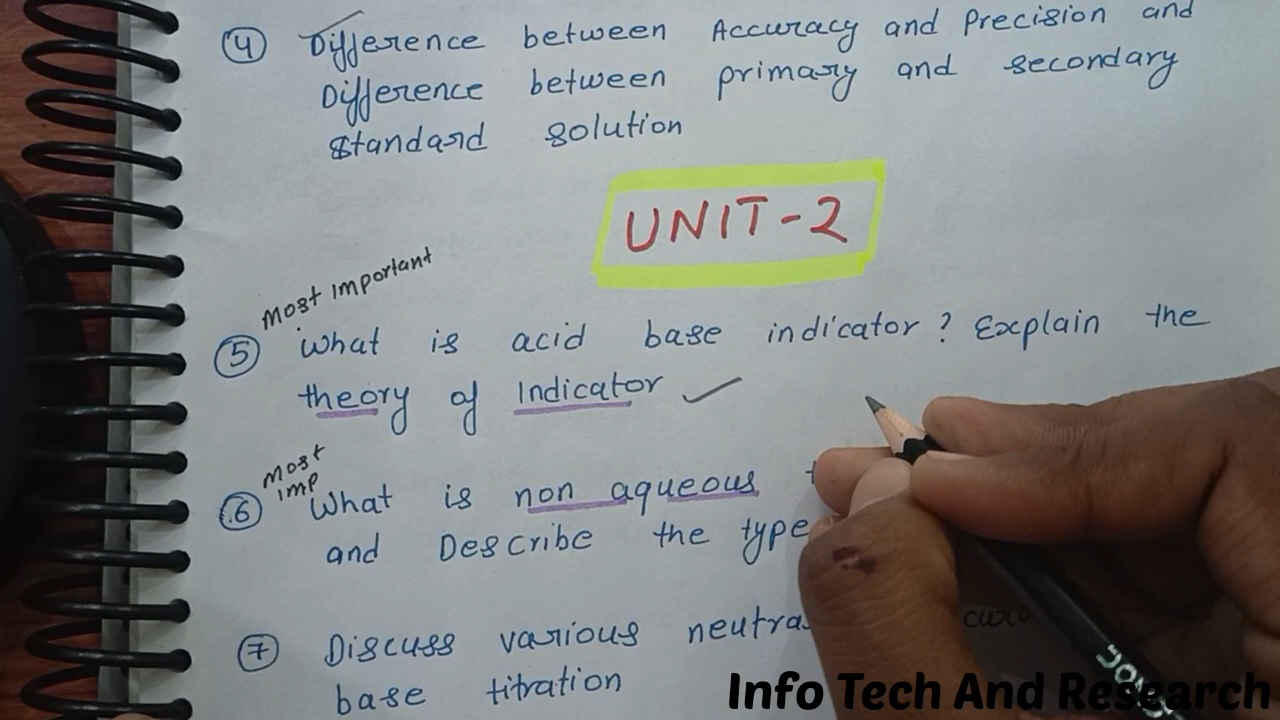 4 Difference between Accuracy and Precision and
Difference between primary and secondary
standard solution
UNIT-2
Most Important
5 What is acid base indicator? Explain the
theory of Indicator
Most
imp
6 What is non aqueous
and Describe the type
7 Discuss various
base titration
Info Tech And Research